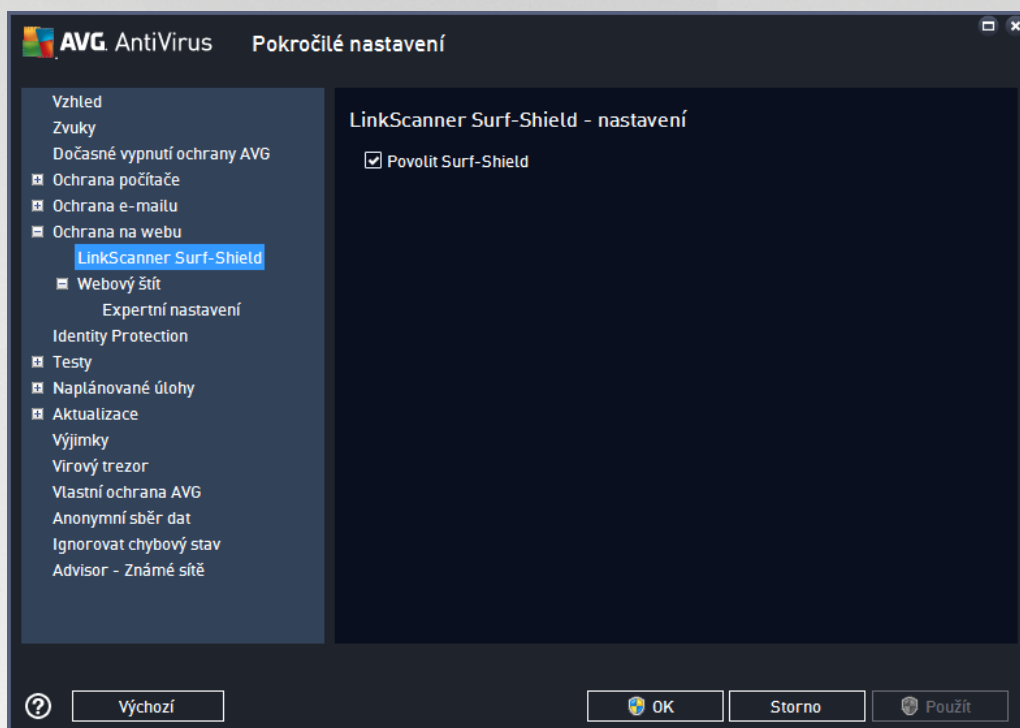 AVG. AntiVirus Pokročilé nastavení
Vzhled
Zvuky
Dočasné vypnutí ochrany AVG
Ochrana počítače
Ochrana e-mailu
Ochrana na webu
LinkScanner Surf-Shield
Webový štít
Expertní nastavení
Identity Protection
Testy
Naplánované úlohy
Aktualizace
Výjimky
Virový trezor
Vlastní ochrana AVG
Anonymní sběr dat
Ignorovat chybový stav
Advisor - Známé sítě
LinkScanner Surf-Shield - nastavení
Povolit Surf-Shield
? Výchozí OK Storno Použít